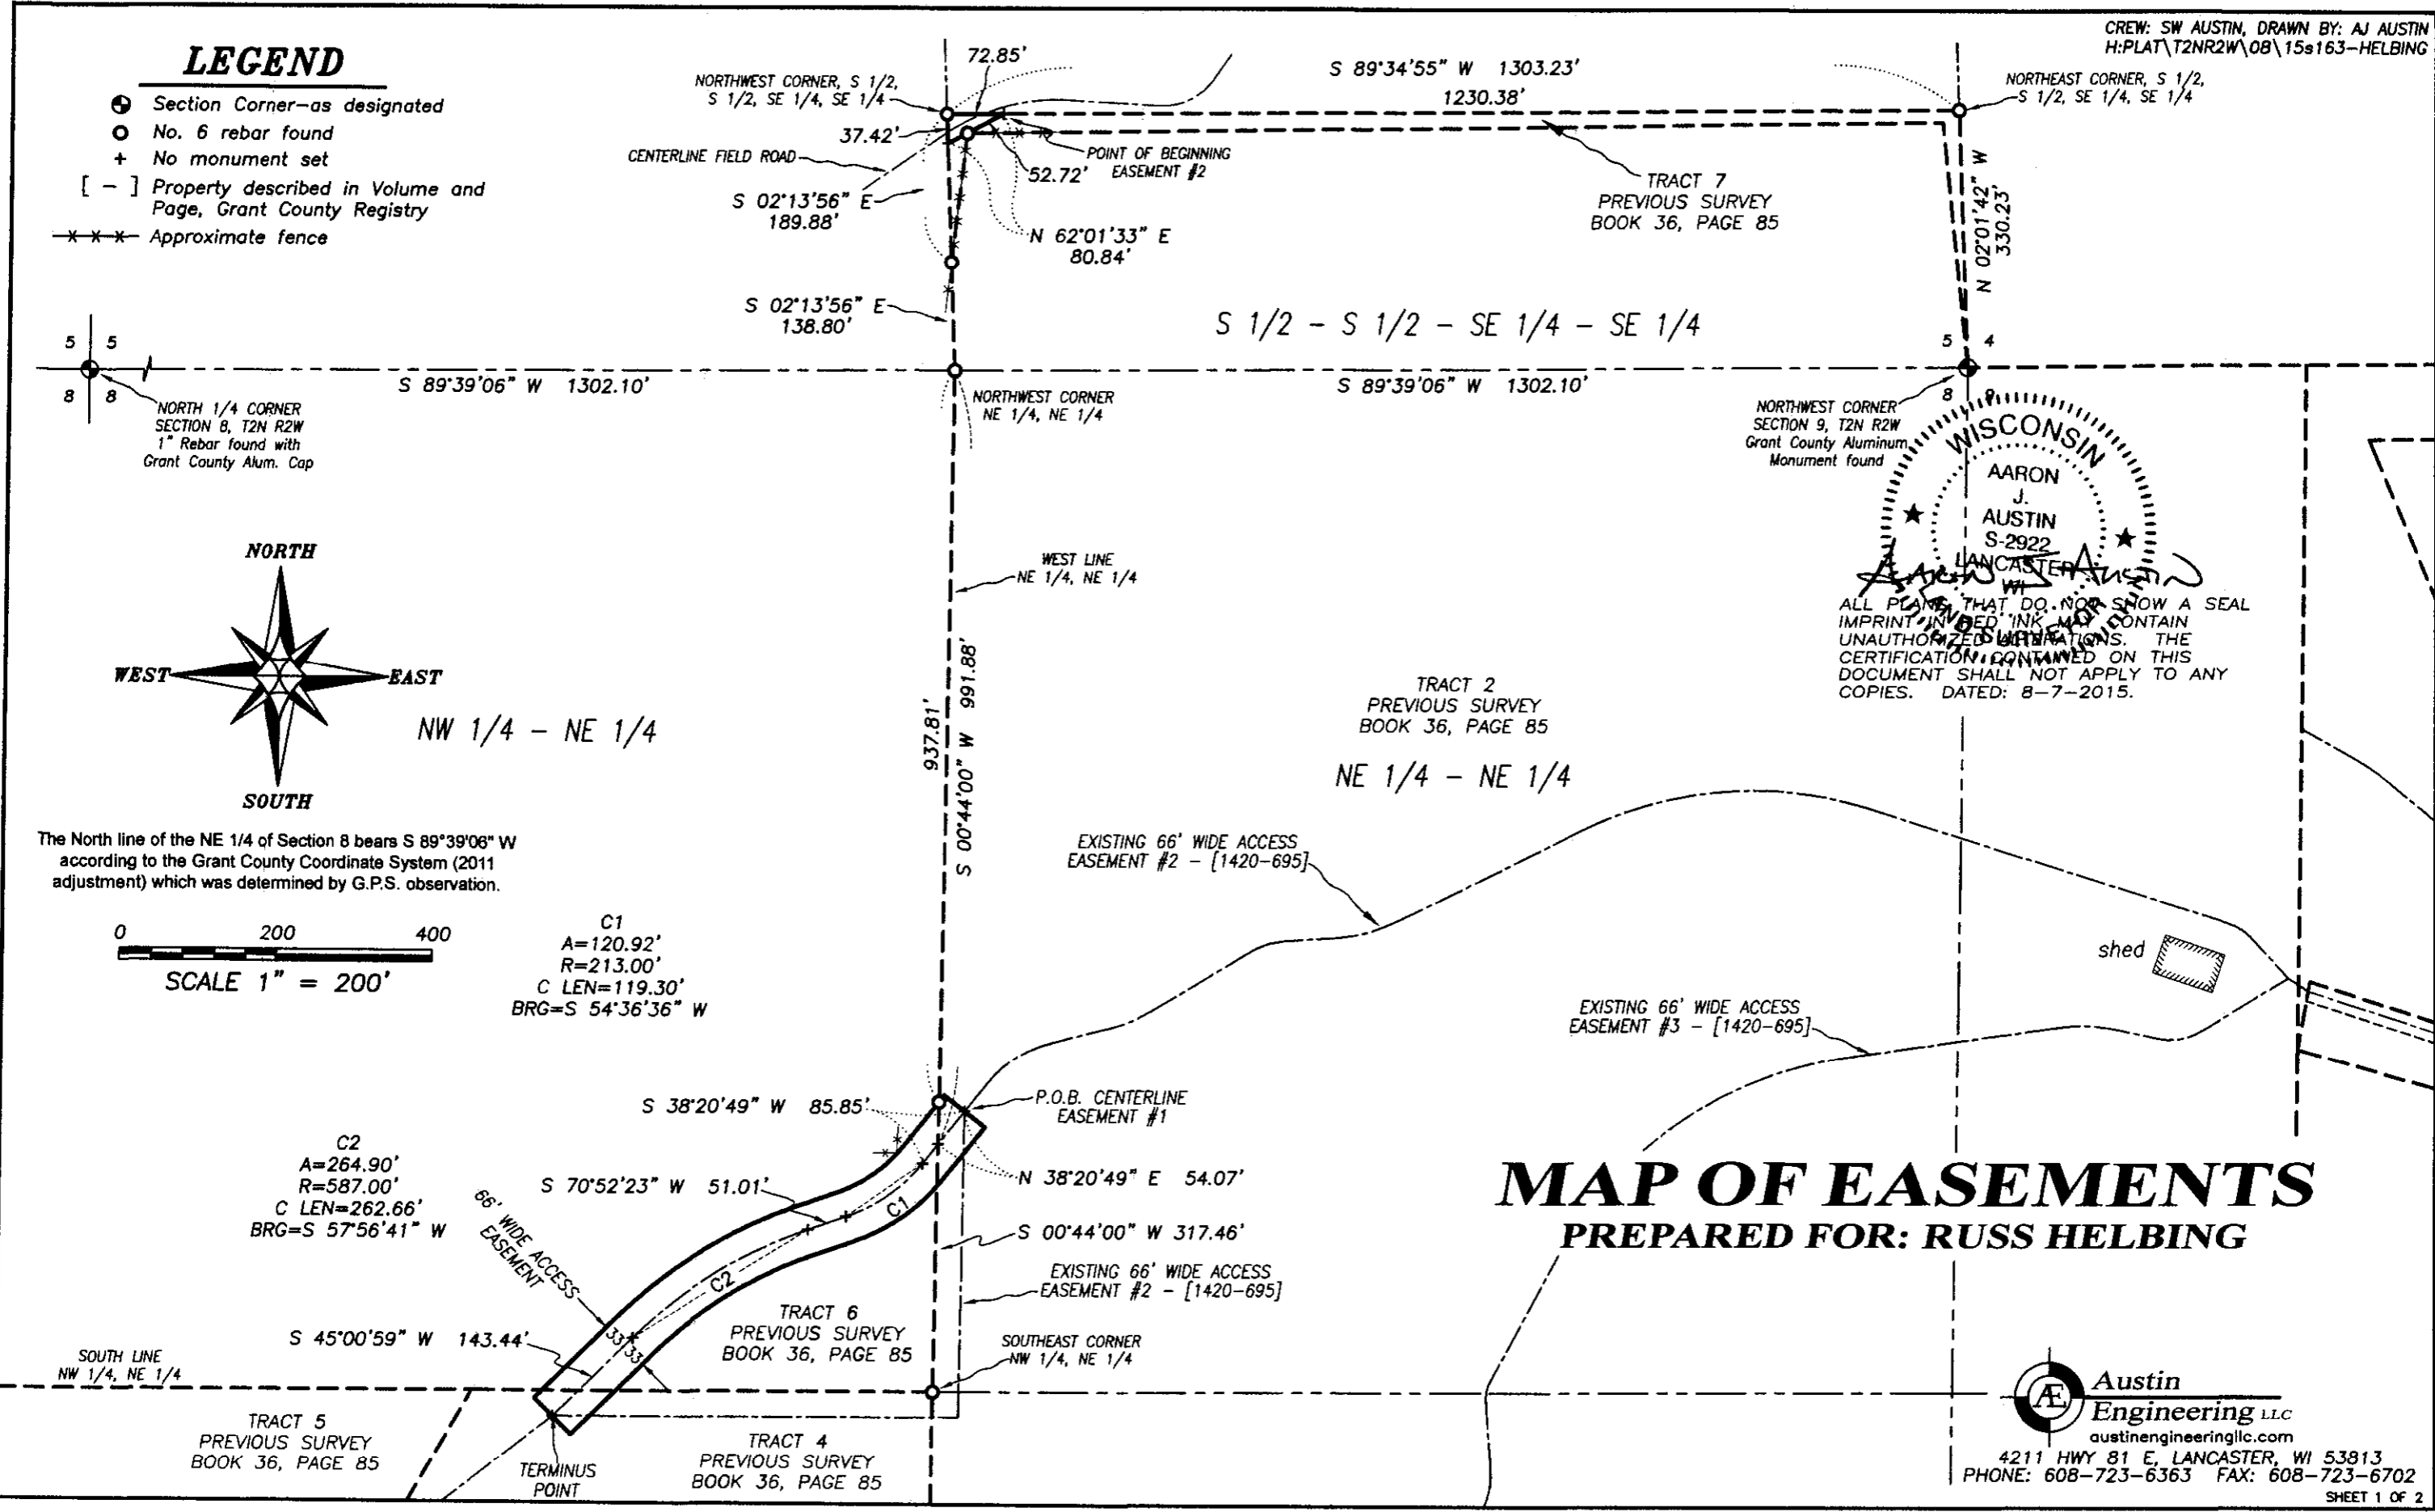 CREW: SW AUSTIN, DRAWN BY: AJ AUSTIN
H:PLAT\T2NR2W\08\15s163-HELBING
LEGEND
Section Corner-as designated
No. 6 rebar found
+ No monument set
[ - ] Property described in Volume and
Page, Grant County Registry
Approximate fence
NORTHWEST CORNER, S 1/2,
S 1/2, SE 1/4, SE 1/4
72.85'
S 89°34'55" W 1303.23'
1230.38'
NORTHEAST CORNER, S 1/2,
S 1/2, SE 1/4, SE 1/4
37.42'
CENTERLINE FIELD ROAD
POINT OF BEGINNING
EASEMENT #2
52.72'
S 02°13'56" E
189.88'
N 62°01'33" E
80.84'
TRACT 7
PREVIOUS SURVEY
BOOK 36, PAGE 85
N 02°01'42" W
330.23'
S 02°13'56" E
138.80'
S 1/2 - S 1/2 - SE 1/4 - SE 1/4
5 5
8 8
5 4
8 9
S 89°39'06" W 1302.10'
S 89°39'06" W 1302.10'
NORTH 1/4 CORNER
SECTION 8, T2N R2W
1" Rebar found with
Grant County Alum. Cap
NORTHWEST CORNER
NE 1/4, NE 1/4
NORTHWEST CORNER
SECTION 9, T2N R2W
Grant County Aluminum
Monument found
WISCONSIN
AARON
J.
AUSTIN
S-2922
LANCASTER
WI
LAND SURVEYOR
Aaron J Austin
ALL PLANS THAT DO NOT SHOW A SEAL
IMPRINT IN RED INK MAY CONTAIN
UNAUTHORIZED ALTERATIONS. THE
CERTIFICATION CONTAINED ON THIS
DOCUMENT SHALL NOT APPLY TO ANY
COPIES. DATED: 8-7-2015.
NORTH
WEST
EAST
SOUTH
WEST LINE
NE 1/4, NE 1/4
937.81'
S 00°44'00" W 991.88'
NW 1/4 - NE 1/4
TRACT 2
PREVIOUS SURVEY
BOOK 36, PAGE 85
NE 1/4 - NE 1/4
The North line of the NE 1/4 of Section 8 bears S 89°39'06" W
according to the Grant County Coordinate System (2011
adjustment) which was determined by G.P.S. observation.
0 200 400
SCALE 1" = 200'
C1
A=120.92'
R=213.00'
C LEN=119.30'
BRG=S 54°36'36" W
EXISTING 66' WIDE ACCESS
EASEMENT #2 - [1420-695]
shed
EXISTING 66' WIDE ACCESS
EASEMENT #3 - [1420-695]
S 38°20'49" W 85.85'
P.O.B. CENTERLINE
EASEMENT #1
C2
A=264.90'
R=587.00'
C LEN=262.66'
BRG=S 57°56'41" W
S 70°52'23" W 51.01'
N 38°20'49" E 54.07'
C1
66' WIDE ACCESS
EASEMENT
C2
S 00°44'00" W 317.46'
EXISTING 66' WIDE ACCESS
EASEMENT #2 - [1420-695]
MAP OF EASEMENTS
PREPARED FOR: RUSS HELBING
33'
33'
TRACT 6
PREVIOUS SURVEY
BOOK 36, PAGE 85
S 45°00'59" W 143.44'
SOUTH LINE
NW 1/4, NE 1/4
SOUTHEAST CORNER
NW 1/4, NE 1/4
TRACT 5
PREVIOUS SURVEY
BOOK 36, PAGE 85
TERMINUS
POINT
TRACT 4
PREVIOUS SURVEY
BOOK 36, PAGE 85
Æ
Austin
Engineering LLC
austinengineeringllc.com
4211 HWY 81 E, LANCASTER, WI 53813
PHONE: 608-723-6363 FAX: 608-723-6702
SHEET 1 OF 2